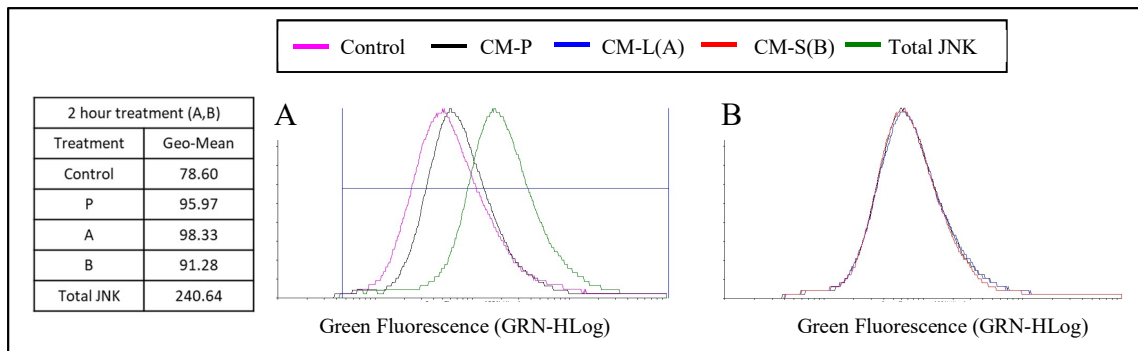 Control CM-P CM-L(A) CM-S(B) Total JNK
2 hour treatment (A,B)
Treatment Geo-Mean
Control 78.60
P 95.97
A 98.33
B 91.28
Total JNK 240.64
A
B
Green Fluorescence (GRN-HLog)
Green Fluorescence (GRN-HLog)